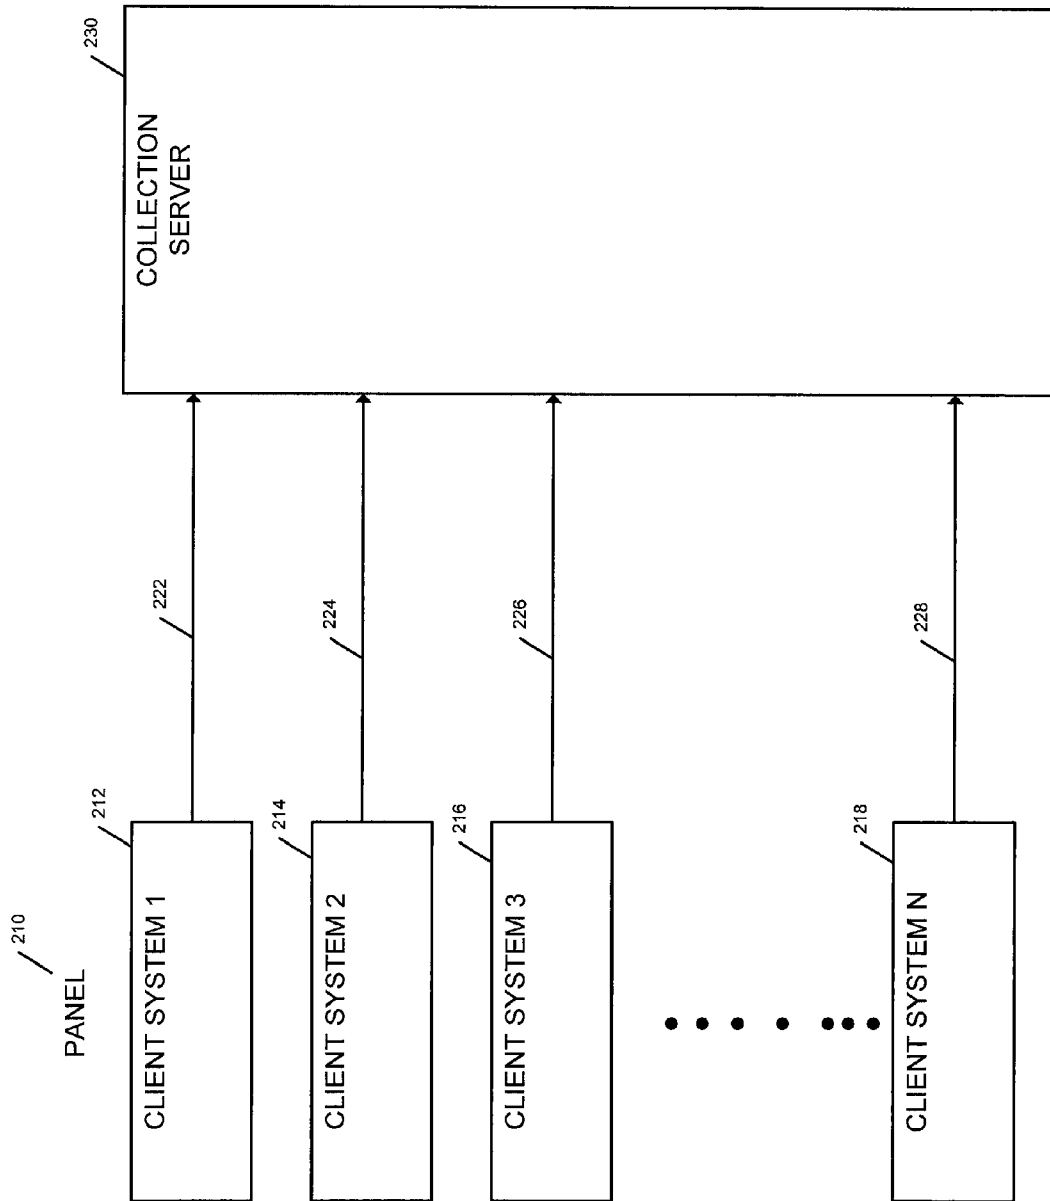 PANEL
210
CLIENT SYSTEM 1
212
222
CLIENT SYSTEM 2
214
224
CLIENT SYSTEM 3
216
226
CLIENT SYSTEM N
218
228
COLLECTION
SERVER
230